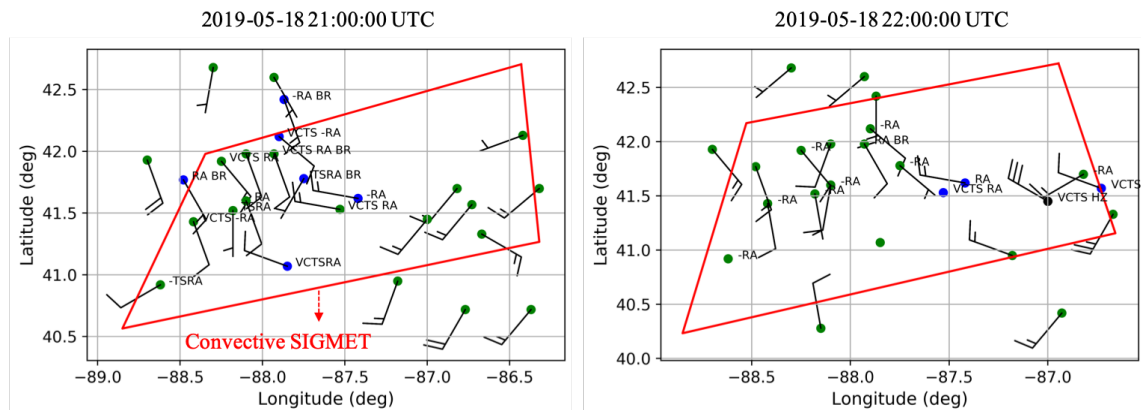 2019-05-18 21:00:00 UTC
42.5
42.0
41.5
41.0
40.5
Latitude (deg)
-RA BR
VCTS -RA
VCTS RA
VCTS RA BR
RA BR
TSRA BR
-RA
RA
VCTS RA
TSRA
VCTS -RA
VCTSRA
-TSRA
Convective SIGMET
−89.0 −88.5 −88.0 −87.5 −87.0 −86.5
Longitude (deg)
2019-05-18 22:00:00 UTC
42.5
42.0
41.5
41.0
40.5
40.0
Latitude (deg)
-RA
RA BR
-RA
-RA
-RA
-RA
RA
RA
VCTS RA
-RA
VCTS
VCTS HZ
-RA
−88.5 −88.0 −87.5 −87.0
Longitude (deg)